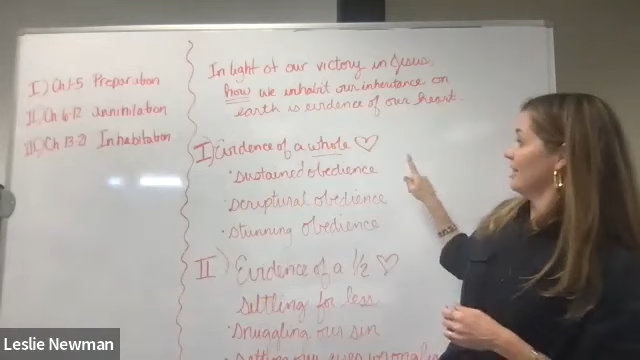 I.) Ch 1-5 Preparation
II.) Ch 6-12 Annihilation
III.) Ch 13-21 Inhabitation
In light of our victory in Jesus,
how we inhabit our inheritance on
earth is evidence of our heart.
I) Evidence of a whole ♡
• Sustained obedience
• Scriptural obedience
• Stunning obedience
II) Evidence of a 1/2 ♡
Settling for less
• Snuggling our sin
our eyes
Leslie Newman